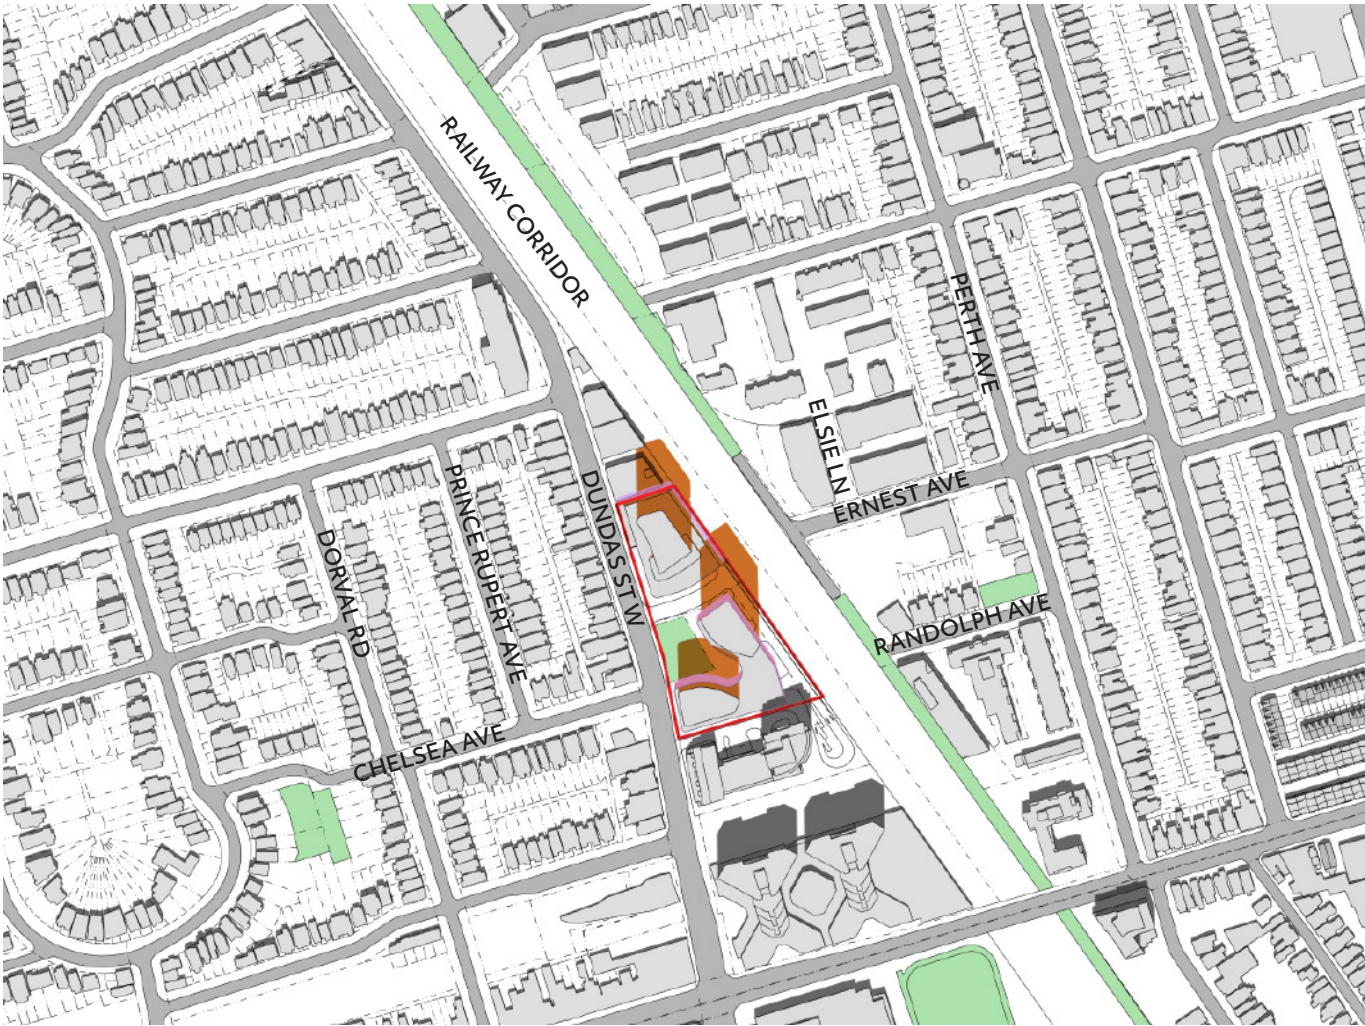 RAILWAY CORRIDOR
PERTH AVE
ELSIE LN
ERNEST AVE
PRINCE RUPERT AVE
DUNDAS ST W
DORVAL RD
RANDOLPH AVE
CHELSEA AVE